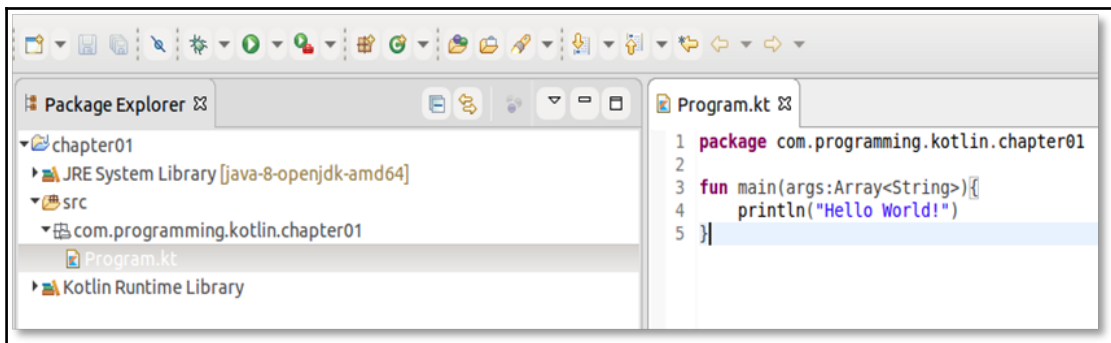 Package Explorer
chapter01
JRE System Library [java-8-openjdk-amd64]
src
com.programming.kotlin.chapter01
Program.kt
Kotlin Runtime Library
Program.kt
1 package com.programming.kotlin.chapter01
2
3 fun main(args:Array<String>){
4     println("Hello World!")
5 }